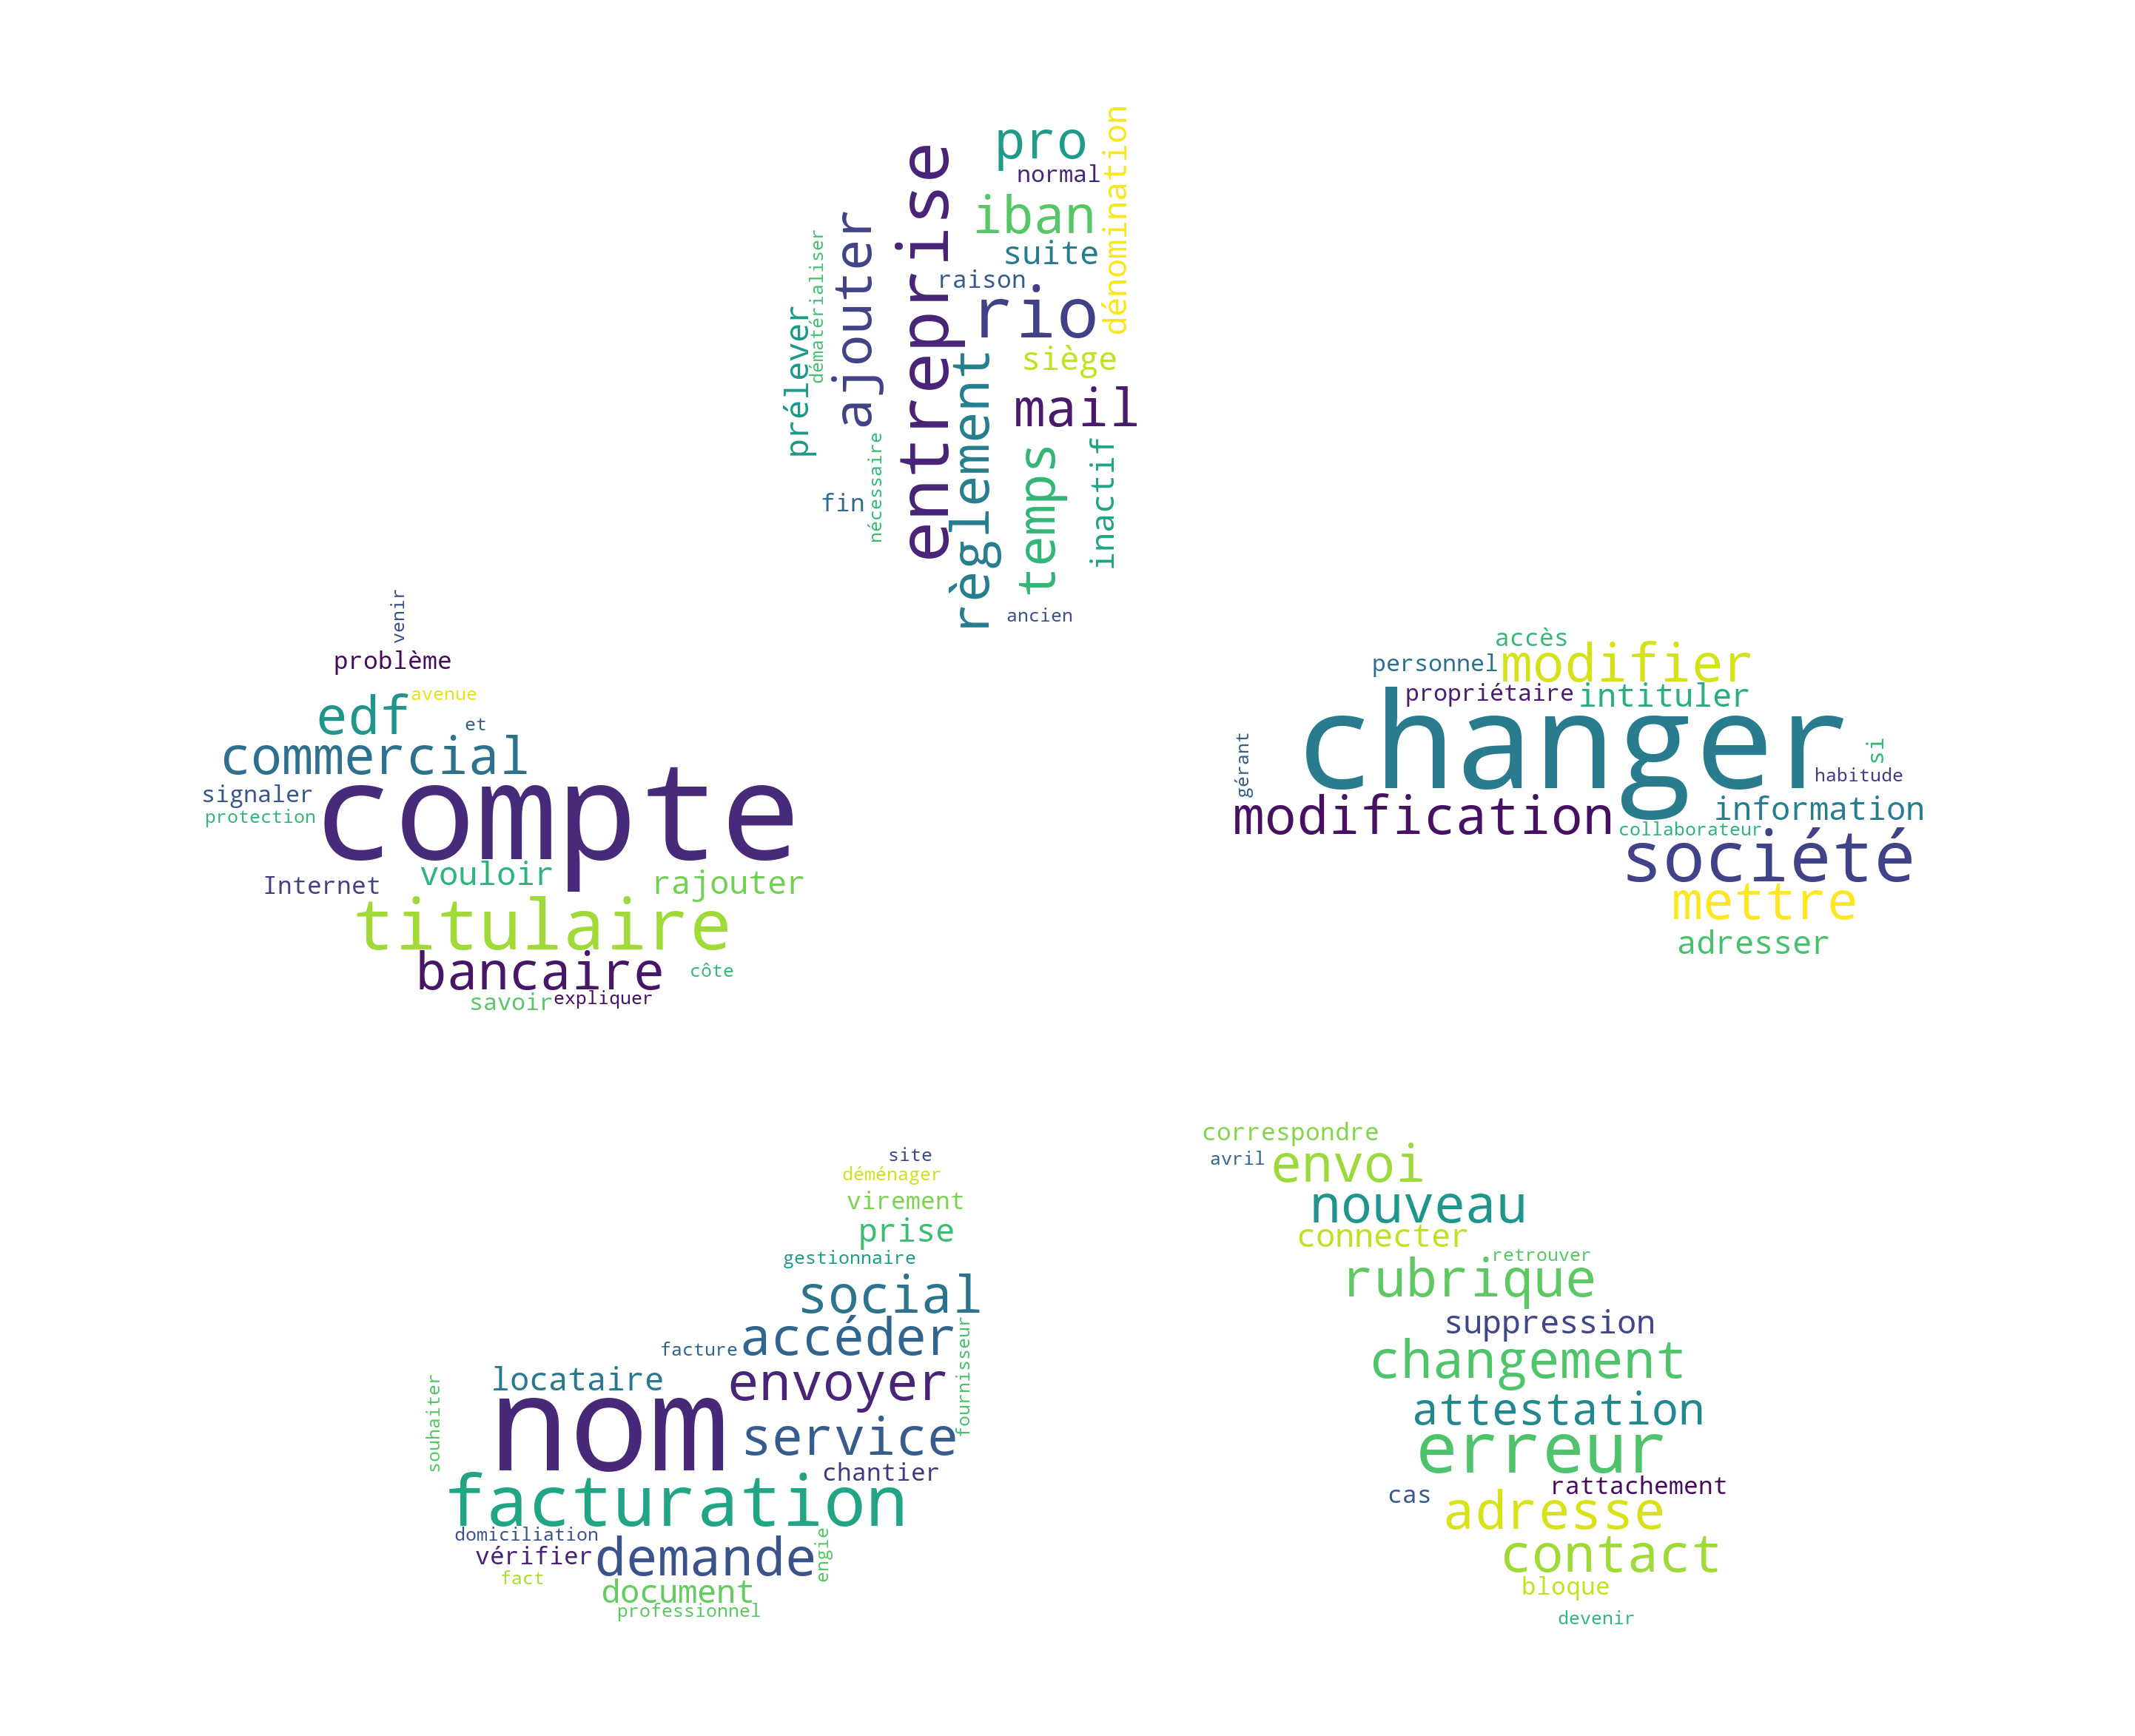 pro
normal
dénomination
iban
suite
raison
rio
entreprise
ajouter
dématérialiser
prélever
siège
mail
règlement
temps
inactif
nécessaire
fin
ancien
venir
problème
avenue
edf
et
commercial
signaler
protection
compte
vouloir
Internet
rajouter
titulaire
bancaire
côte
savoir
expliquer
accès
personnel
modifier
propriétaire
intituler
changer
gérant
si
habitude
modification
information
collaborateur
société
mettre
adresser
site
déménager
virement
prise
gestionnaire
social
accéder
facture
fournisseur
locataire
envoyer
souhaiter
nom
service
chantier
facturation
domiciliation
demande
vérifier
engie
fact
document
professionnel
correspondre
avril
envoi
nouveau
connecter
retrouver
rubrique
suppression
changement
attestation
erreur
rattachement
cas
adresse
contact
bloque
devenir